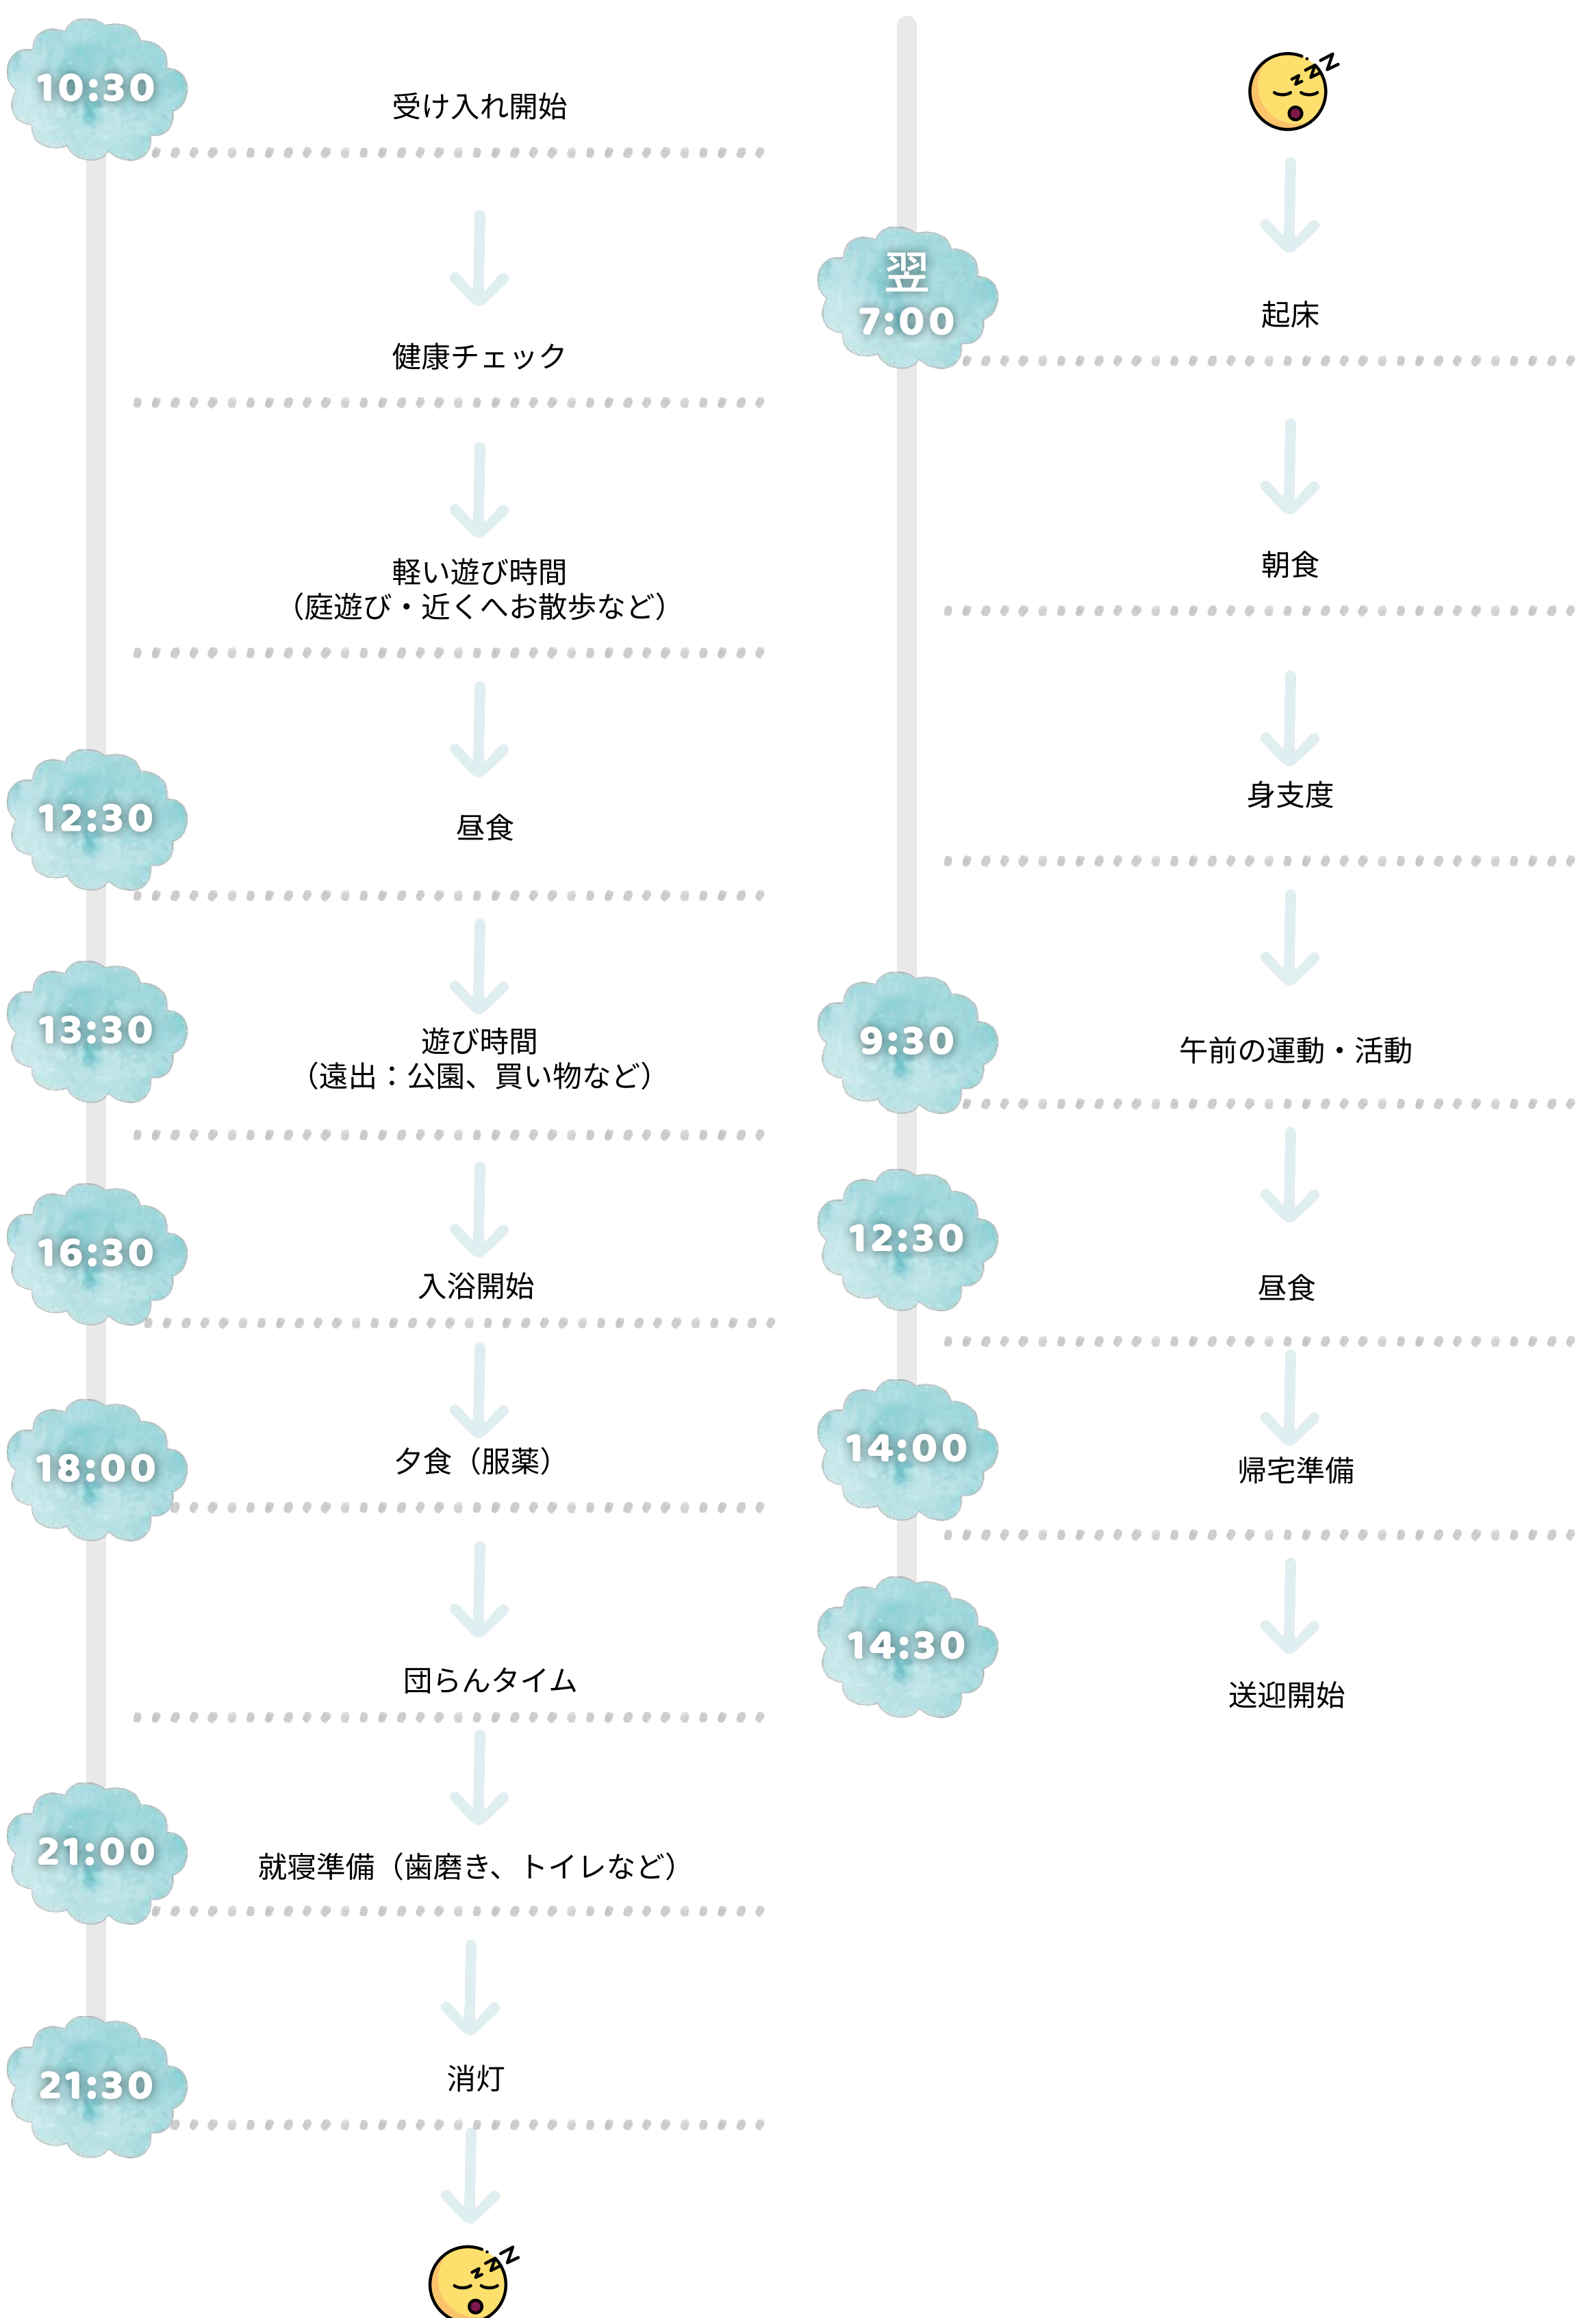 10:30
受け入れ開始
健康チェック
軽い遊び時間
（庭遊び・近くへお散歩など）
12:30
昼食
13:30
遊び時間
（遠出：公園、買い物など）
16:30
入浴開始
18:00
夕食（服薬）
団らんタイム
21:00
就寝準備（歯磨き、トイレなど）
21:30
消灯
zzZ
zzZ
翌
7:00
起床
朝食
身支度
9:30
午前の運動・活動
12:30
昼食
14:00
帰宅準備
14:30
送迎開始